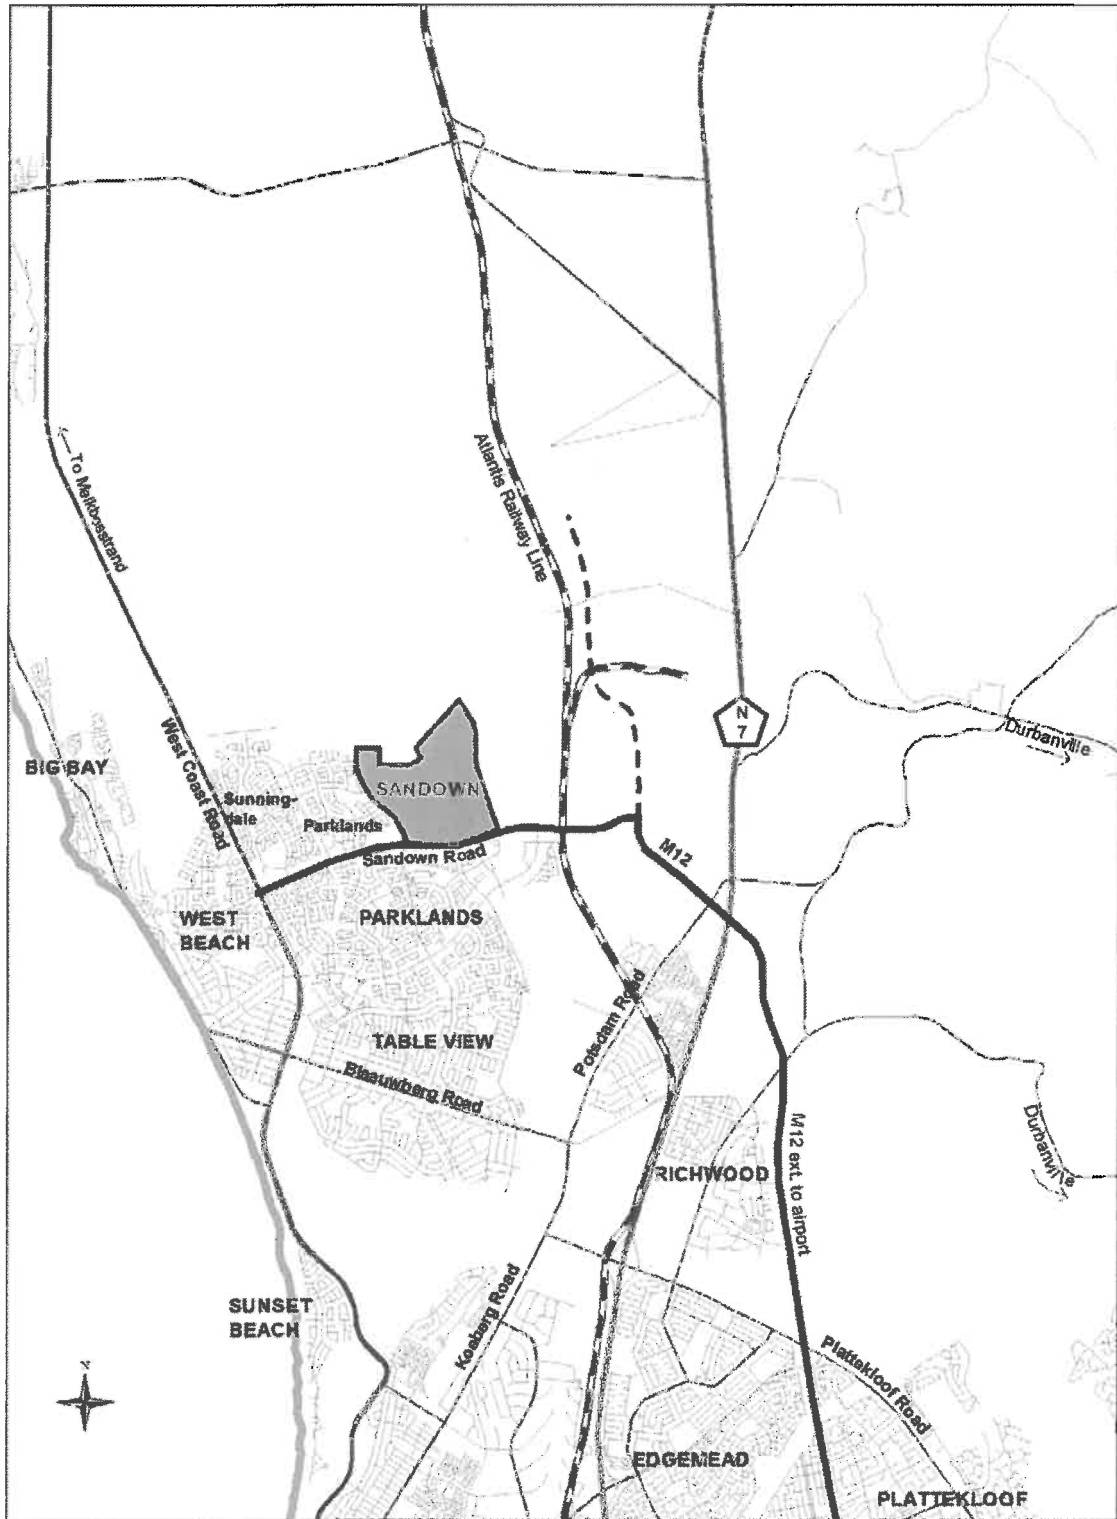 To Melkbosstrand
Atlantis Railway Line
N
7
Durbanville
BIG BAY
West Coast Road
SANDOWN
Sunning-
dale
Parklands
Sandown Road
M12
WEST
BEACH
PARKLANDS
Potsdam Road
TABLE VIEW
Blaauwberg Road
Durbanville
RICHWOOD
M12 ext. to airport
SUNSET
BEACH
Koeberg Road
Plattekloof Road
N
EDGEMEAD
PLATTEKLOOF